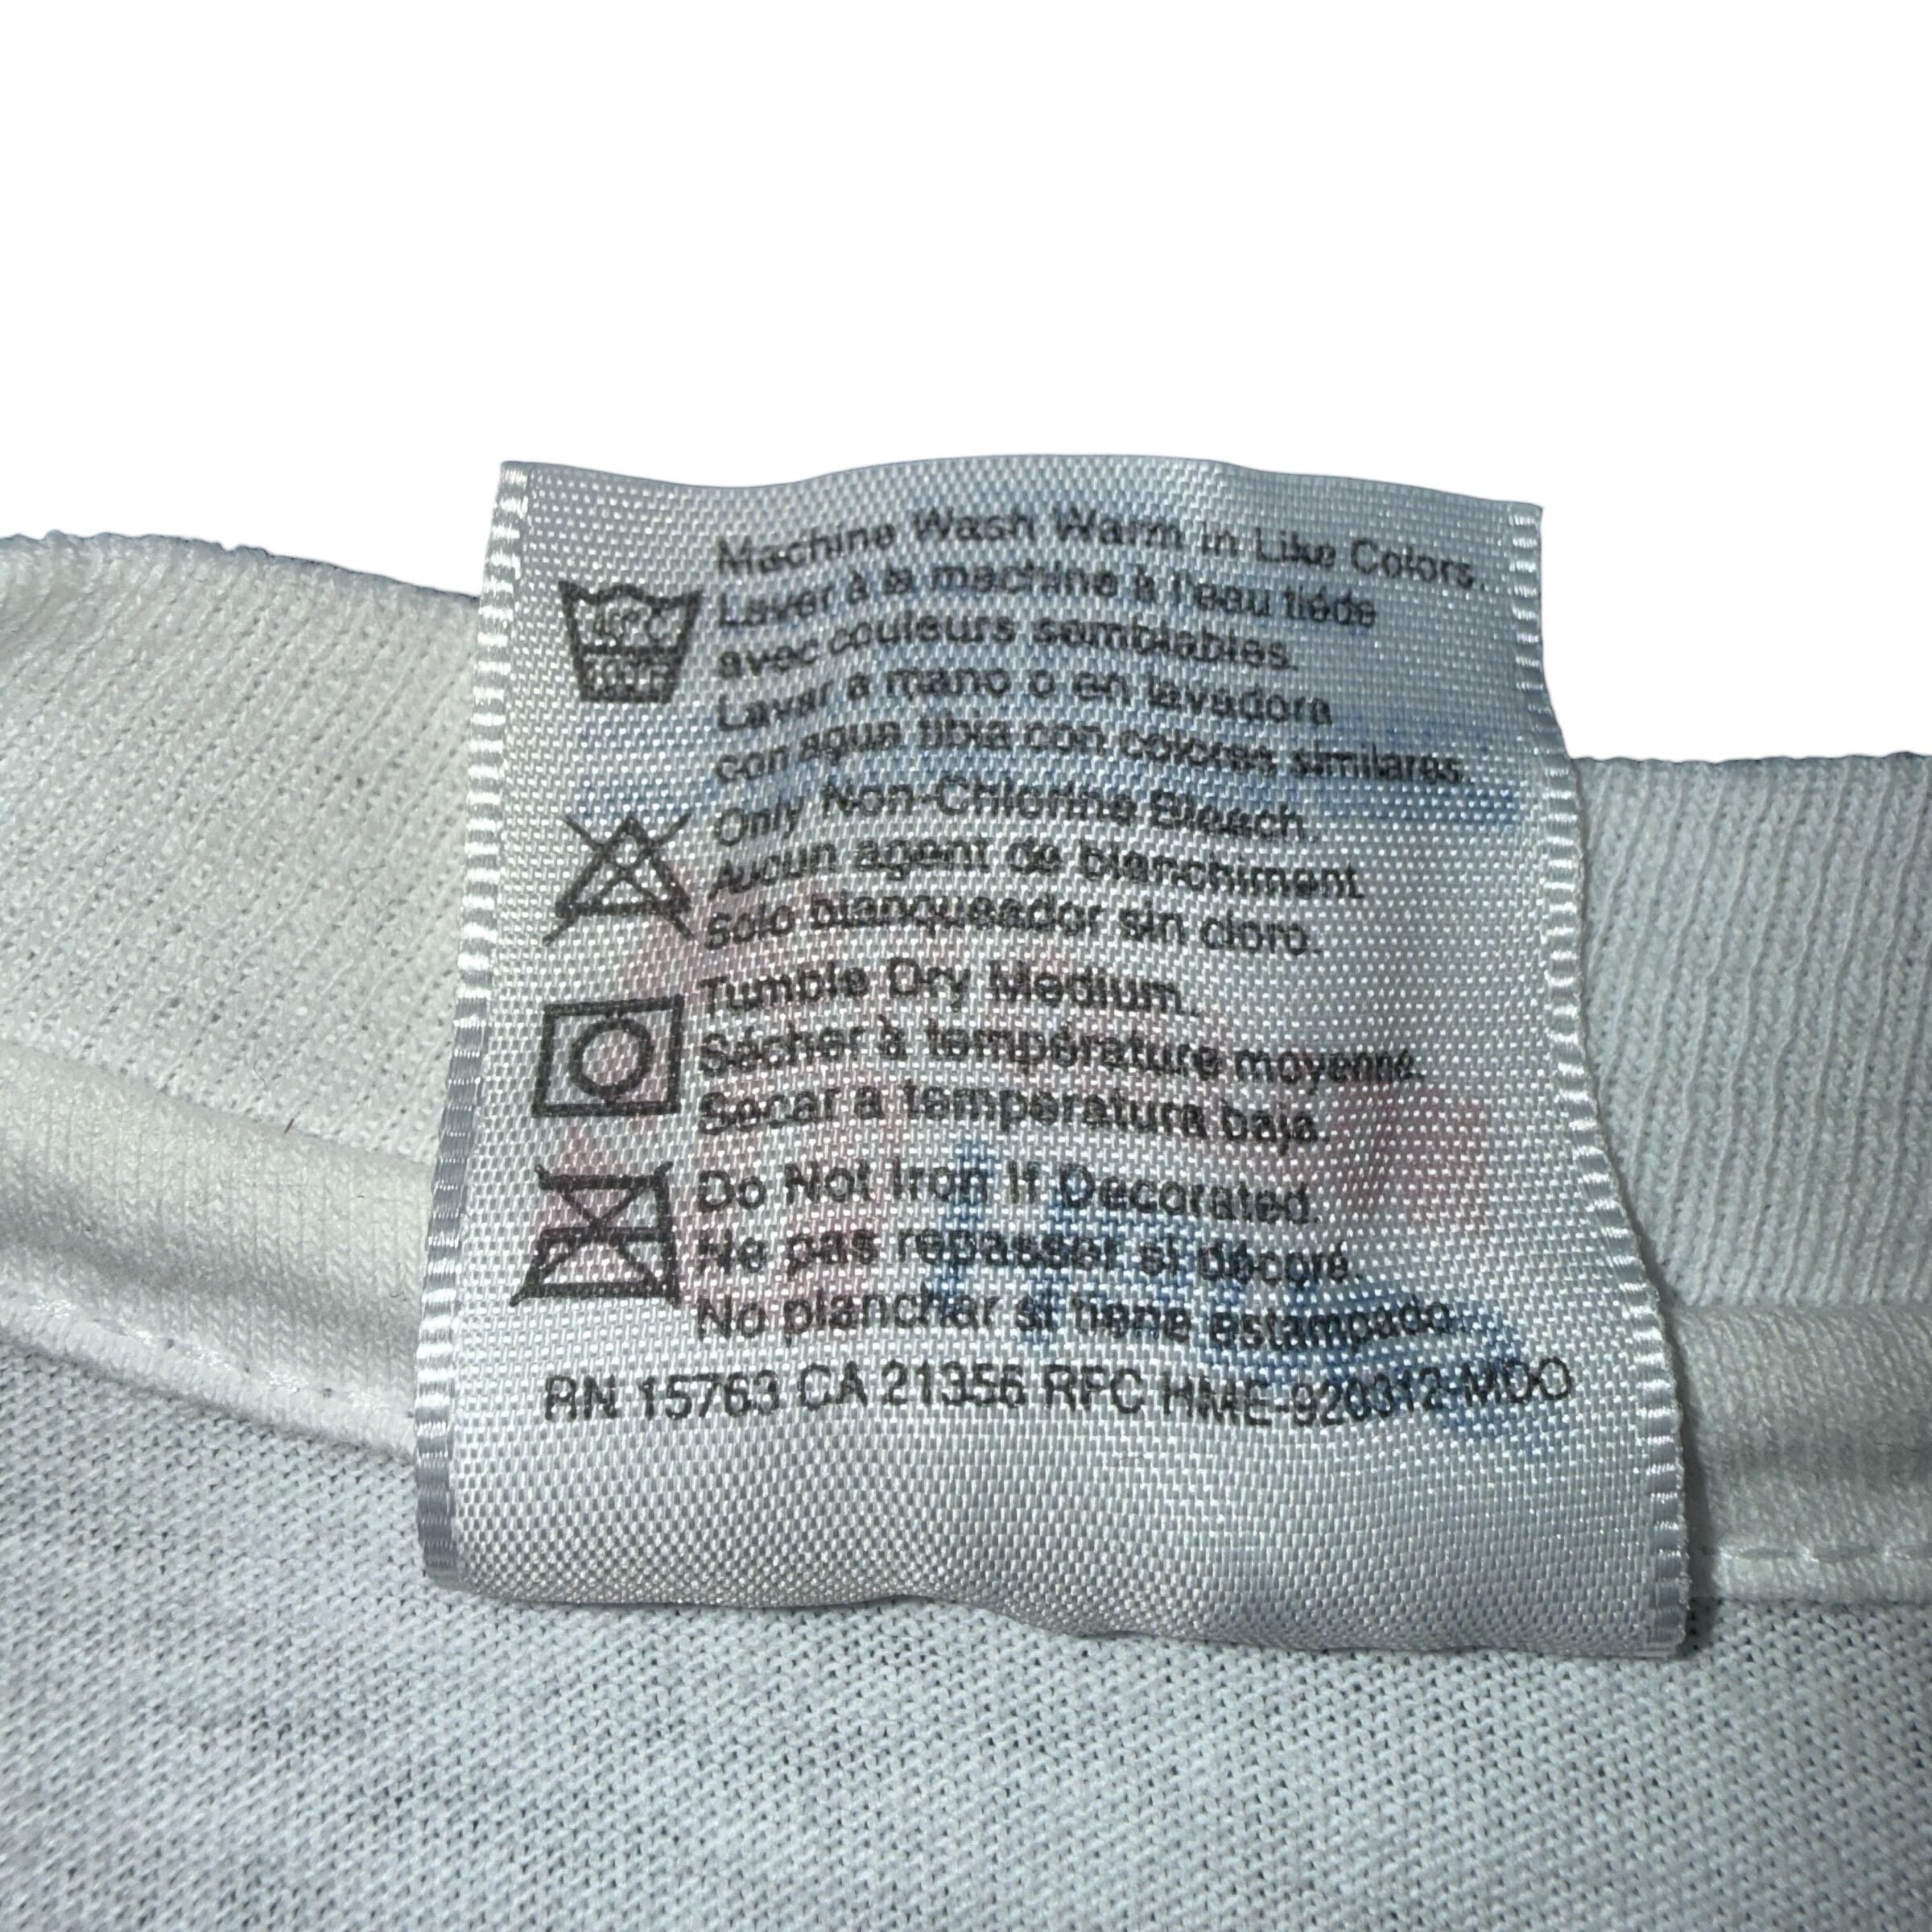 Machine Wash Warm in Like Colors.
Laver à la machine à l'eau tiéde
avec couleurs semblables.
Lavar a mano o en lavadora
con agua tibia con colores similares.
Only Non-Chlorine Bleach.
Aucun agent de blanchiment.
Solo blanqueador sin cloro.
Tumble Dry Medium.
Sécher à température moyenne.
Secar a temperatura baja.
Do Not Iron If Decorated.
Ne pas repasser si décoré.
No planchar si tiene estampado.
RN 15763 CA 21356 RFC HME-920312-MDO